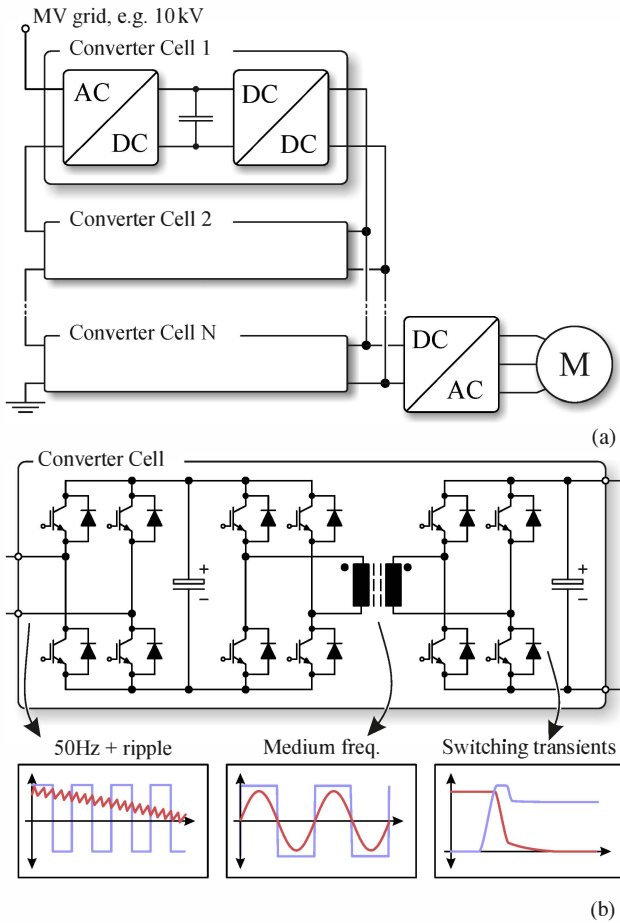 MV grid, e.g. 10 kV
Converter Cell 1
AC
DC
DC
DC
Converter Cell 2
Converter Cell N
DC
AC
M
(a)
Converter Cell
+
−
+
−
50Hz + ripple
Medium freq.
Switching transients
(b)